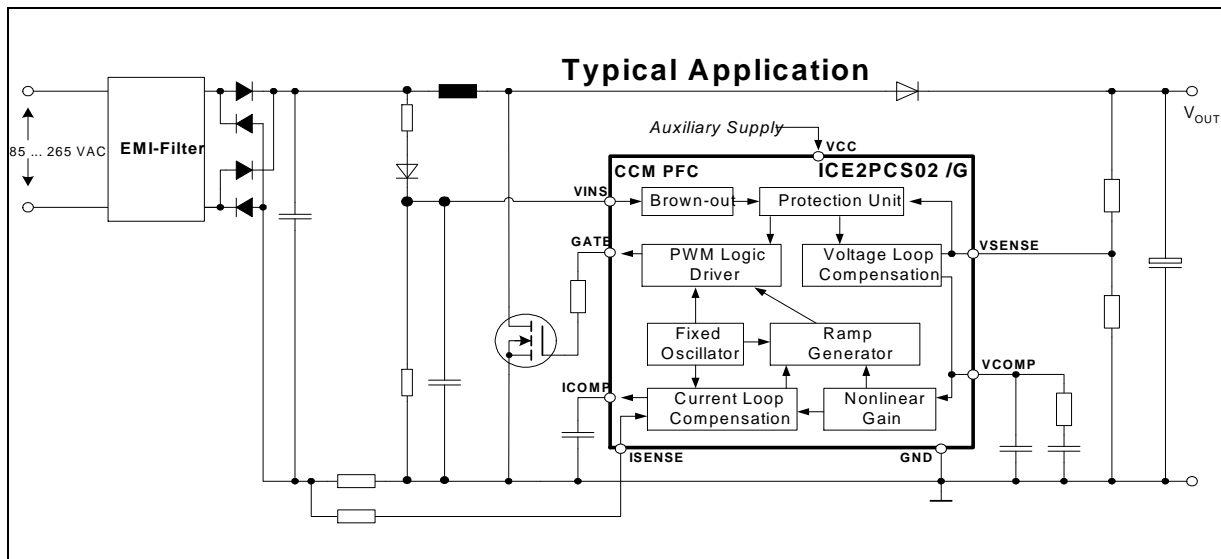 Typical Application
Auxiliary Supply
VCC
V_OUT
85 ... 265 VAC
EMI-Filter
CCM PFC
ICE2PCS02 /G
VINS
Brown-out
Protection Unit
GATE
PWM Logic
Driver
Voltage Loop
Compensation
VSENSE
Fixed
Oscillator
Ramp
Generator
ICOMP
Current Loop
Compensation
Nonlinear
Gain
VCOMP
ISENSE
GND